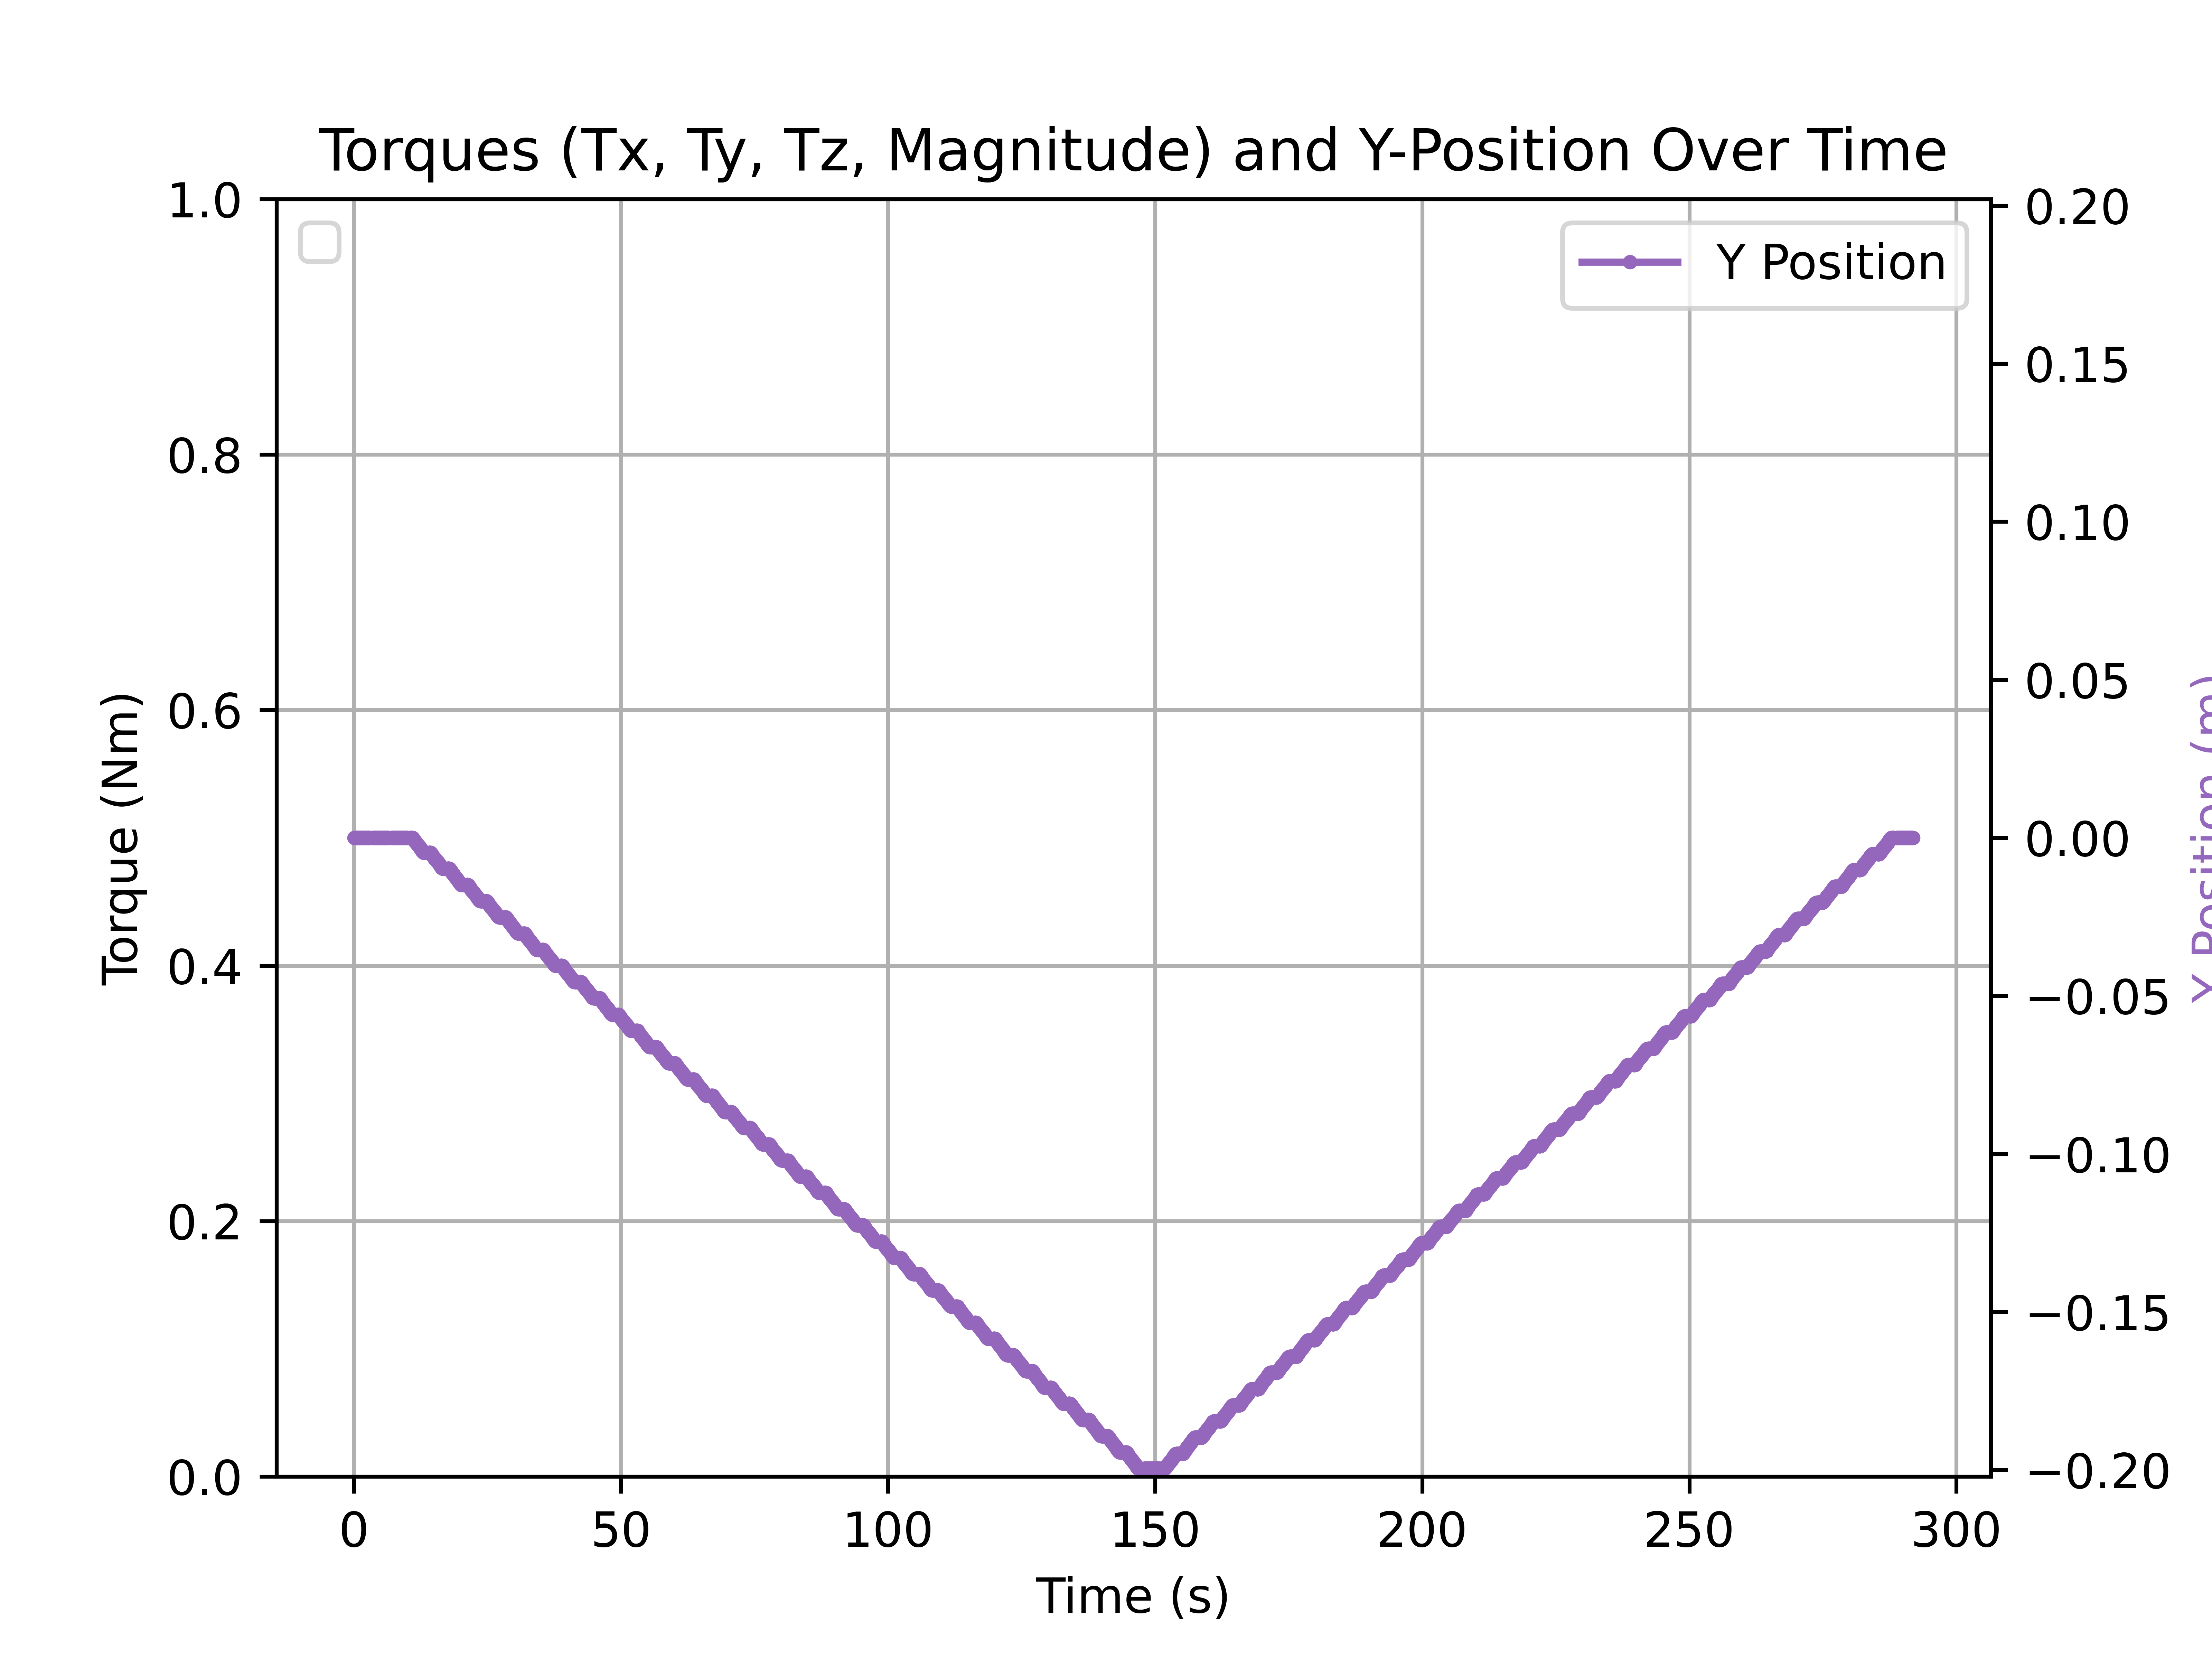 Torques (Tx, Ty, Tz, Magnitude) and Y-Position Over Time
Y Position
1.0
0.8
0.6
0.4
0.2
0.0
Torque (Nm)
0.20
0.15
0.10
0.05
0.00
−0.05
−0.10
−0.15
−0.20
Y Position (m)
0 50 100 150 200 250 300
Time (s)